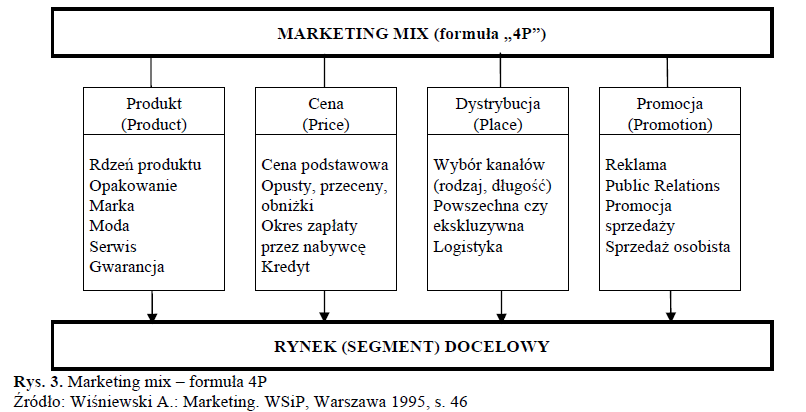 MARKETING MIX (formuła „4P”)
Produkt
(Product)
Rdzeń produktu
Opakowanie
Marka
Moda
Serwis
Gwarancja
Cena
(Price)
Cena podstawowa
Opusty, przeceny,
obniżki
Okres zapłaty
przez nabywcę
Kredyt
Dystrybucja
(Place)
Wybór kanałów
(rodzaj, długość)
Powszechna czy
ekskluzywna
Logistyka
Promocja
(Promotion)
Reklama
Public Relations
Promocja
sprzedaży
Sprzedaż osobista
RYNEK (SEGMENT) DOCELOWY
Rys. 3. Marketing mix – formuła 4P
Źródło: Wiśniewski A.: Marketing. WSiP, Warszawa 1995, s. 46